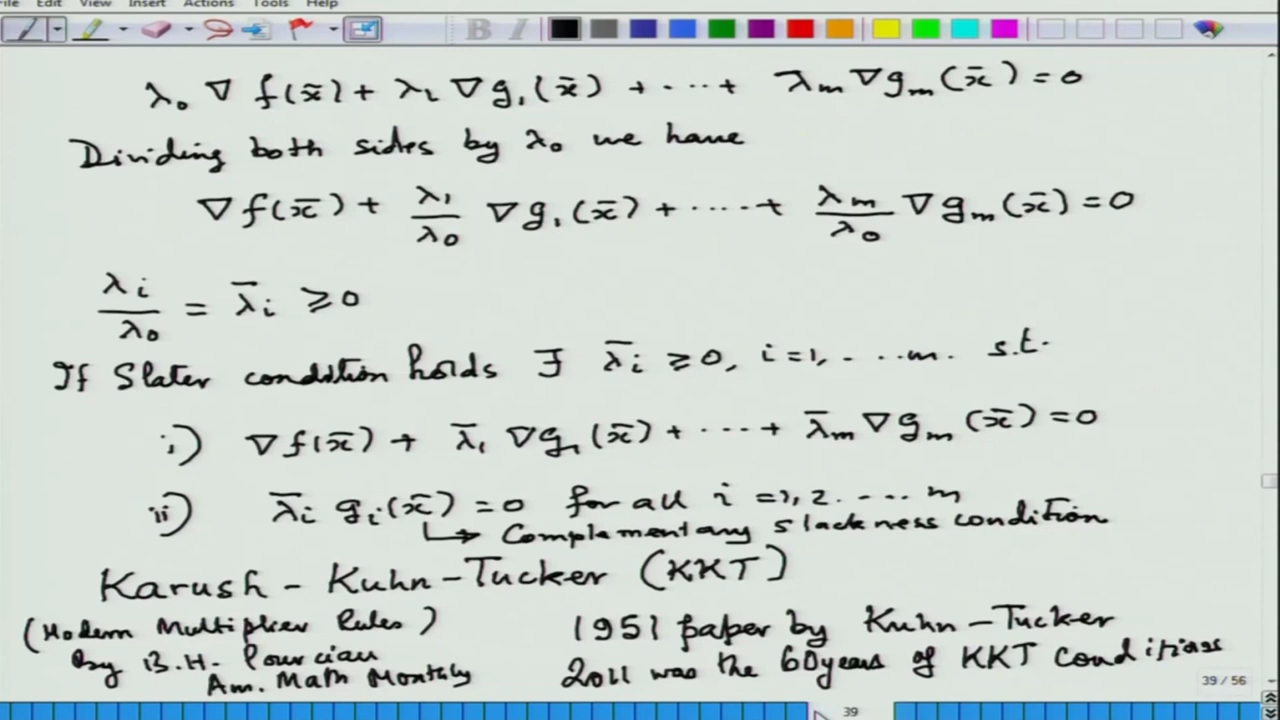 File Edit View Insert Actions Tools Help
λ₀ ∇ f(x̄) + λ₁ ∇ g₁(x̄) + ····+ λₘ ∇ gₘ(x̄) = 0
Dividing both sides by λ₀ we have
∇ f(x̄) + λ₁/λ₀ ∇ g₁(x̄) + ·····+ λₘ/λ₀ ∇ gₘ(x̄) = 0
λᵢ/λ₀ = λ̄ᵢ ≥ 0
If Slater condition holds ∃ λ̄ᵢ ≥ 0, i=1, ....m. s.t.
i) ∇ f(x̄) + λ̄₁ ∇g₁(x̄) + ···+ λ̄ₘ ∇ gₘ(x̄) = 0
ii) λ̄ᵢ gᵢ(x̄) = 0 for all i = 1, 2. .... m
↳ Complementary slackness condition
Karush - Kuhn-Tucker (KKT)
(Modern Multiplier Rules)
by B.H. Pourciau
Am. Math Monthly
1951 paper by Kuhn-Tucker
2011 was the 60years of KKT conditions
39 / 56
39